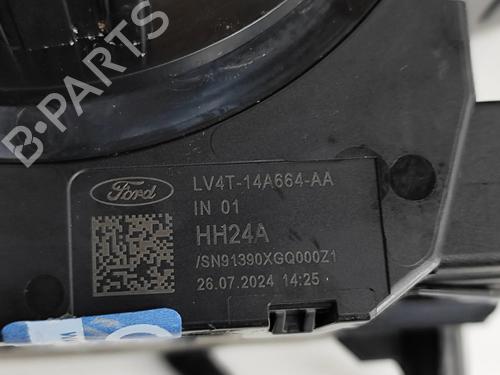 B-PARTS
Ford
LV4T-14A664-AA
IN 01
HH24A
/SN91390XGQ000Z1
26.07.2024 14:25